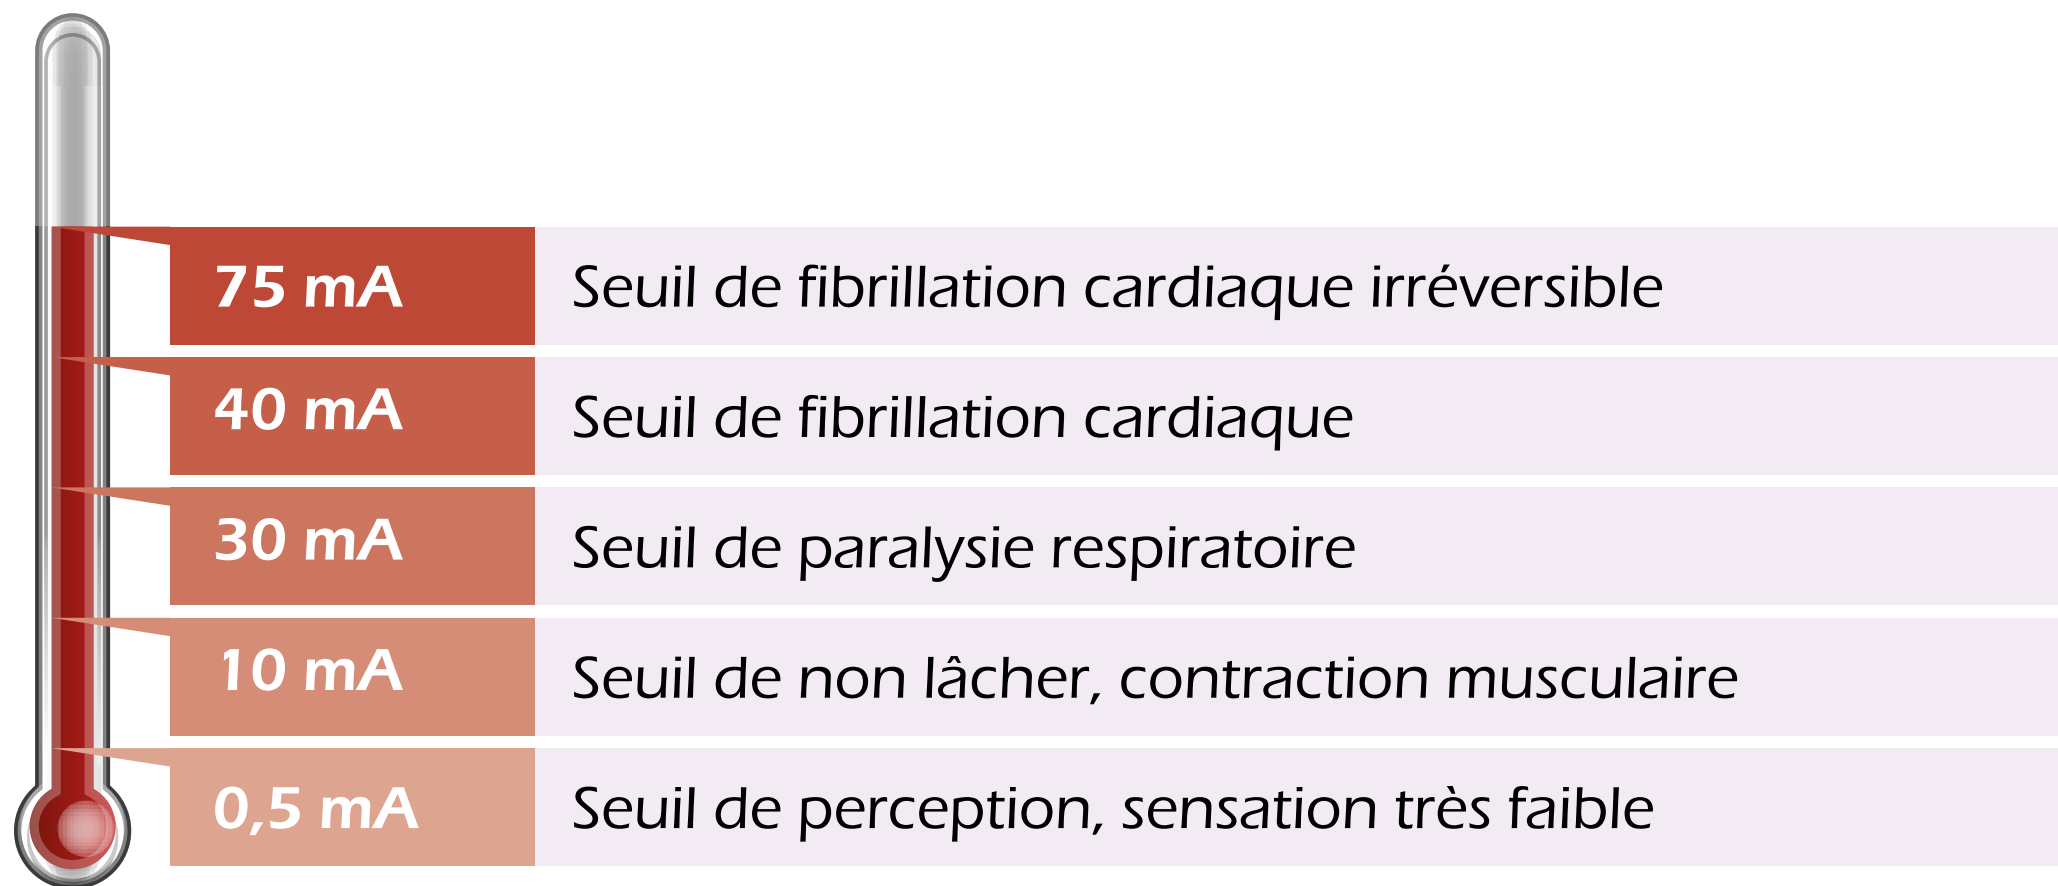 75 mA Seuil de fibrillation cardiaque irréversible
40 mA Seuil de fibrillation cardiaque
30 mA Seuil de paralysie respiratoire
10 mA Seuil de non lâcher, contraction musculaire
0,5 mA Seuil de perception, sensation très faible